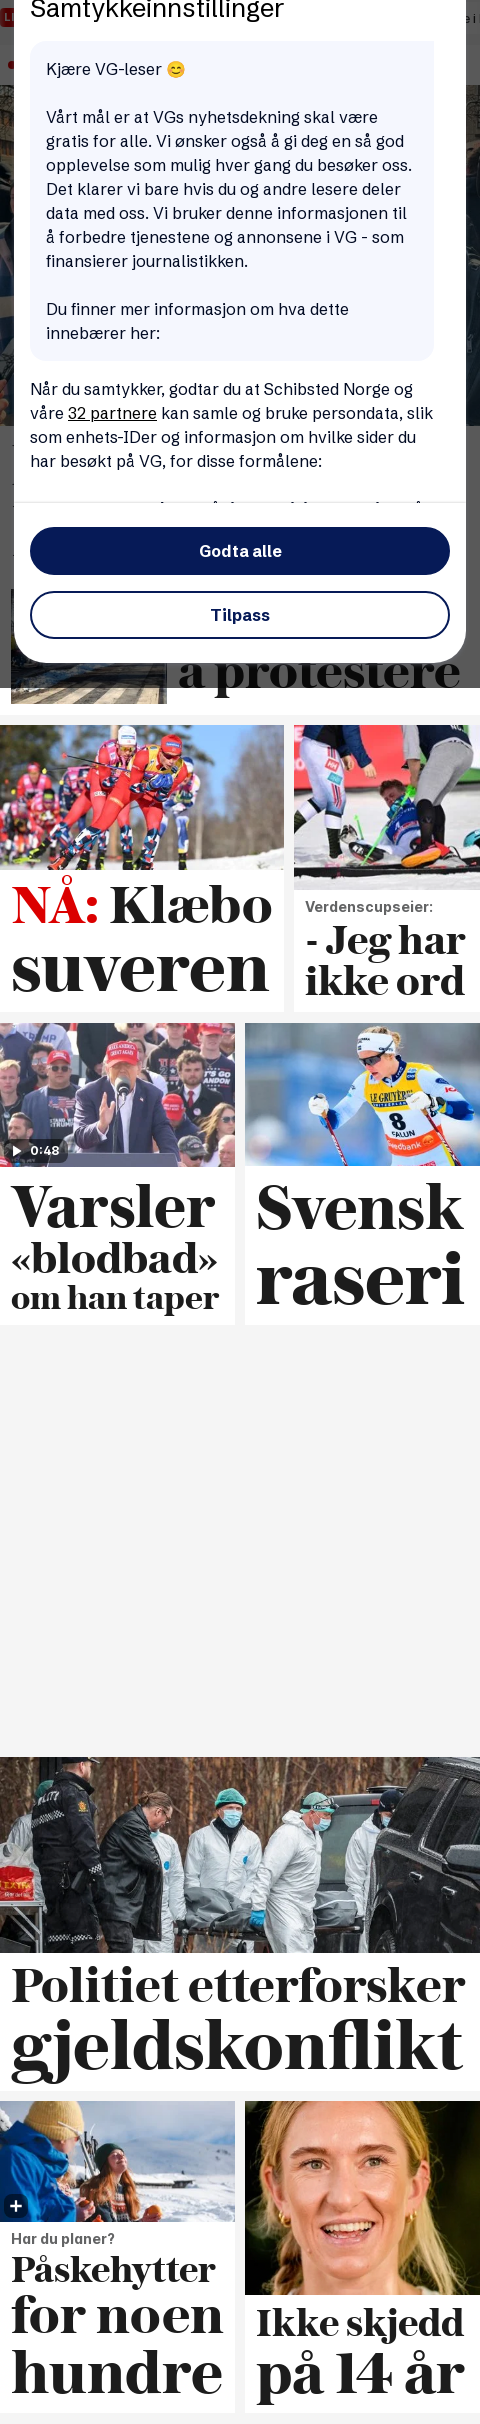 Samtykkeinnstillinger
Kjære VG-leser 😊
Vårt mål er at VGs nyhetsdekning skal være
gratis for alle. Vi ønsker også å gi deg en så god
opplevelse som mulig hver gang du besøker oss.
Det klarer vi bare hvis du og andre lesere deler
data med oss. Vi bruker denne informasjonen til
å forbedre tjenestene og annonsene i VG - som
finansierer journalistikken.
Du finner mer informasjon om hva dette
innebærer her:
Når du samtykker, godtar du at Schibsted Norge og
våre 32 partnere kan samle og bruke persondata, slik
som enhets-IDer og informasjon om hvilke sider du
har besøkt på VG, for disse formålene:
Godta alle
Tilpass
å protestere
NÅ: Klæbo
suveren
Verdenscupseier:
- Jeg har
ikke ord
0:48
Varsler
«blodbad»
om han taper
LE GRUYÈRE
8
FALUN
Svensk
raseri
Politiet etterforsker
gjeldskonflikt
Har du planer?
Påskehytter
for noen
hundre
Ikke skjedd
på 14 år